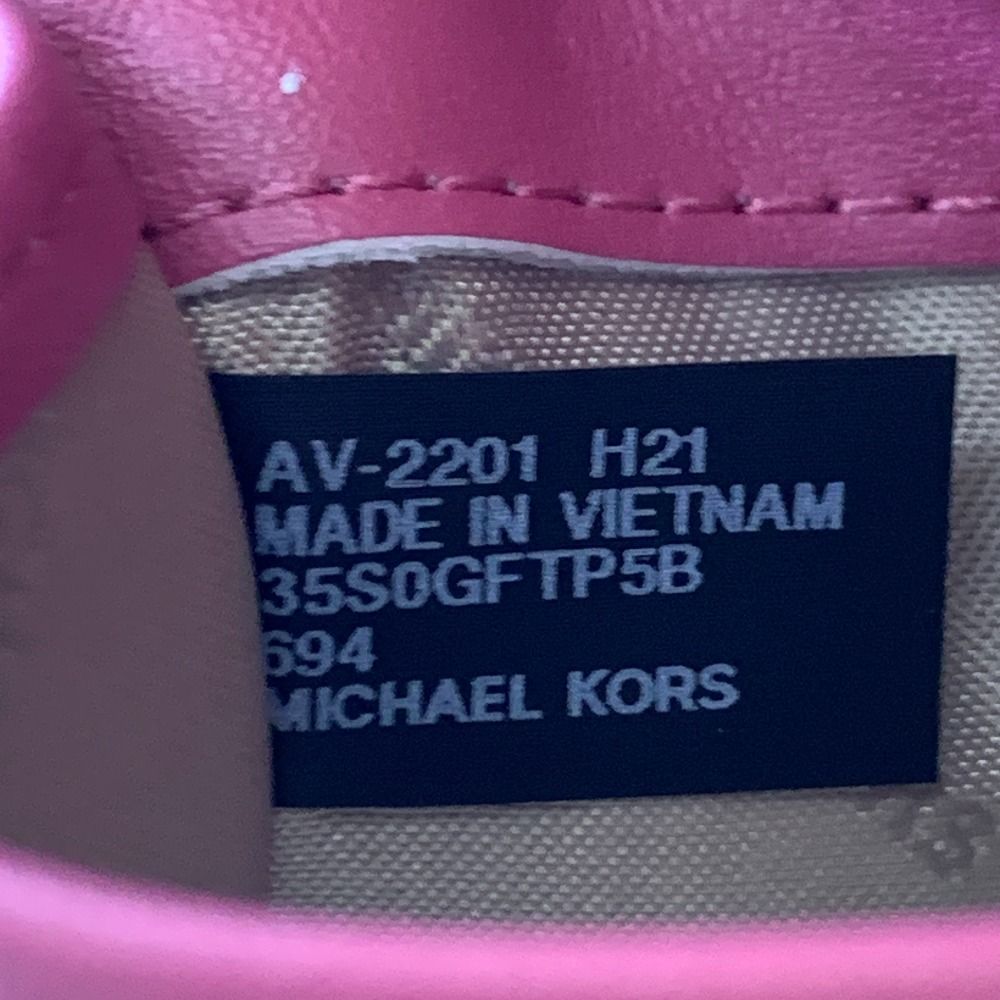 AV-2201 H21
MADE IN VIETNAM
35S0GFTP5B
694
MICHAEL KORS